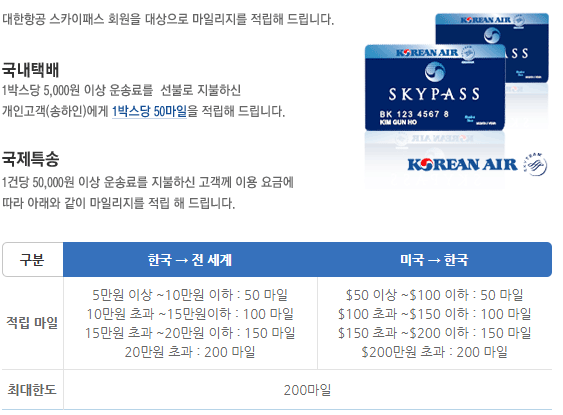 대한항공 스카이패스 회원을 대상으로 마일리지를 적립해 드립니다.
KOREAN AIR
SKYPASS
BK 123 4567 8
KIM GUN HO
KOREAN AIR
국내택배
1박스당 5,000원 이상 운송료를 선불로 지불하신
개인고객(송하인)에게 1박스당 50마일을 적립해 드립니다.
국제특송
1건당 50,000원 이상 운송료를 지불하신 고객께 이용 요금에
따라 아래와 같이 마일리지를 적립 해 드립니다.
구분 한국 → 전 세계 미국 → 한국
적립 마일
5만원 이상 ~10만원 이하 : 50 마일 $50 이상 ~$100 이하 : 50 마일
10만원 초과 ~15만원이하 : 100 마일 $100 초과 ~$150 이하 : 100 마일
15만원 초과 ~20만원 이하 : 150 마일 $150 초과 ~$200 이하 : 150 마일
20만원 초과 : 200 마일 $200만원 초과 : 200 마일
최대한도 200마일